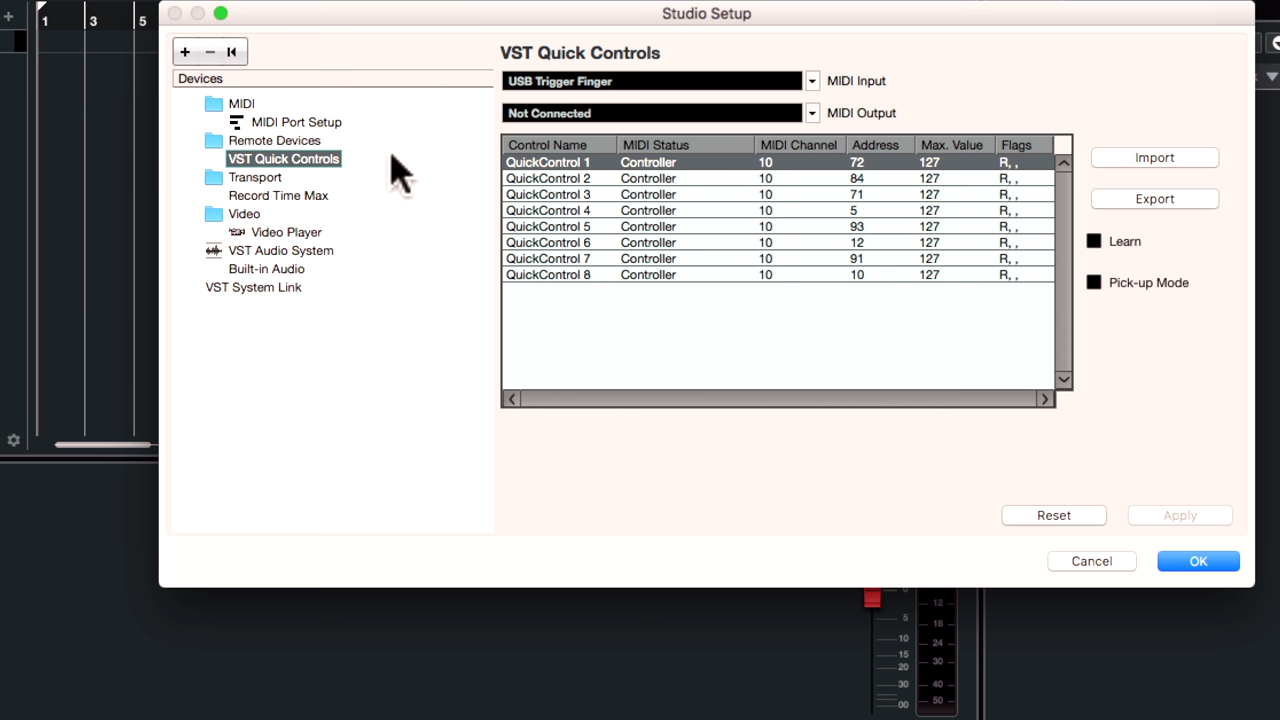 1 3 5
Studio Setup
+ −
Devices
MIDI
MIDI Port Setup
Remote Devices
VST Quick Controls
Transport
Record Time Max
Video
Video Player
VST Audio System
Built-in Audio
VST System Link
VST Quick Controls
USB Trigger Finger MIDI Input
Not Connected MIDI Output
Control Name MIDI Status MIDI Channel Address Max. Value Flags
QuickControl 1 Controller 10 72 127 R, ,
QuickControl 2 Controller 10 84 127 R, ,
QuickControl 3 Controller 10 71 127 R, ,
QuickControl 4 Controller 10 5 127 R, ,
QuickControl 5 Controller 10 93 127 R, ,
QuickControl 6 Controller 10 12 127 R, ,
QuickControl 7 Controller 10 91 127 R, ,
QuickControl 8 Controller 10 10 127 R, ,
Import
Export
Learn
Pick-up Mode
Reset Apply
Cancel OK
0
5
10
15
20
30
00
12
18
24
30
40
50